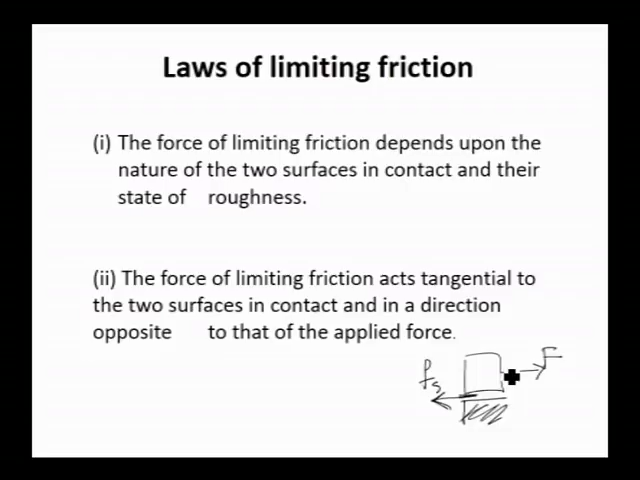 Laws of limiting friction
(i) The force of limiting friction depends upon the
nature of the two surfaces in contact and their
state of roughness.
(ii) The force of limiting friction acts tangential to
the two surfaces in contact and in a direction
opposite to that of the applied force.
F
fs